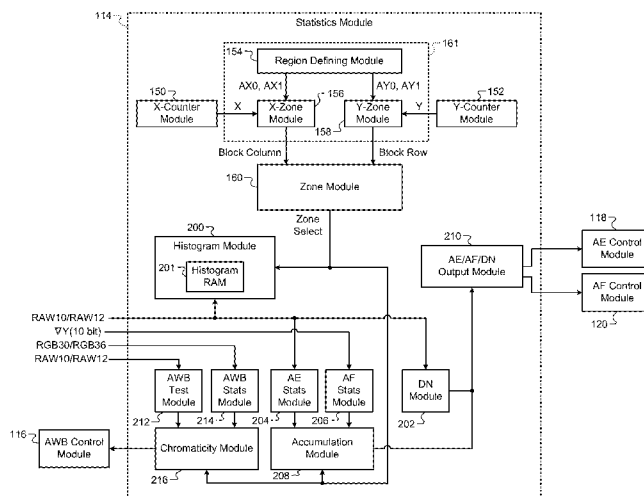 114
Statistics Module
161
154
Region Defining Module
150
AX0, AX1
156
AY0, AY1
152
X-Counter Module
X
X-Zone Module
Y-Zone Module
Y
Y-Counter Module
158
Block Column
Block Row
160
Zone Module
Zone Select
200
Histogram Module
201
Histogram RAM
210
AE/AF/DN Output Module
118
AE Control Module
AF Control Module
120
RAW10/RAW12
∇Y(10 bit)
RGB30/RGB36
RAW10/RAW12
AWB Test Module
AWB Stats Module
AE Stats Module
AF Stats Module
DN Module
212
214
204
206
202
116
AWB Control Module
Chromaticity Module
Accumulation Module
216
208